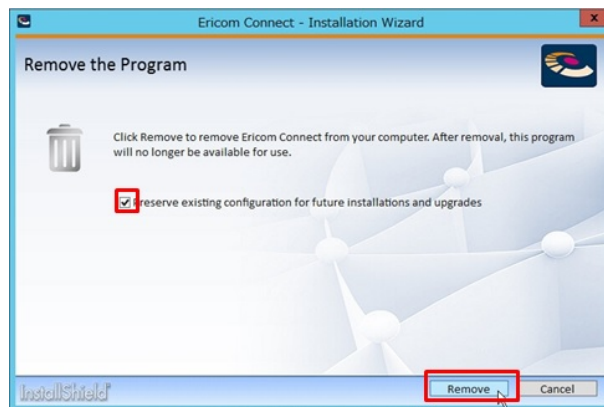 Ericom Connect - Installation Wizard
x
Remove the Program
Click Remove to remove Ericom Connect from your computer. After removal, this program
will no longer be available for use.
Preserve existing configuration for future installations and upgrades
InstallShield
Remove
Cancel